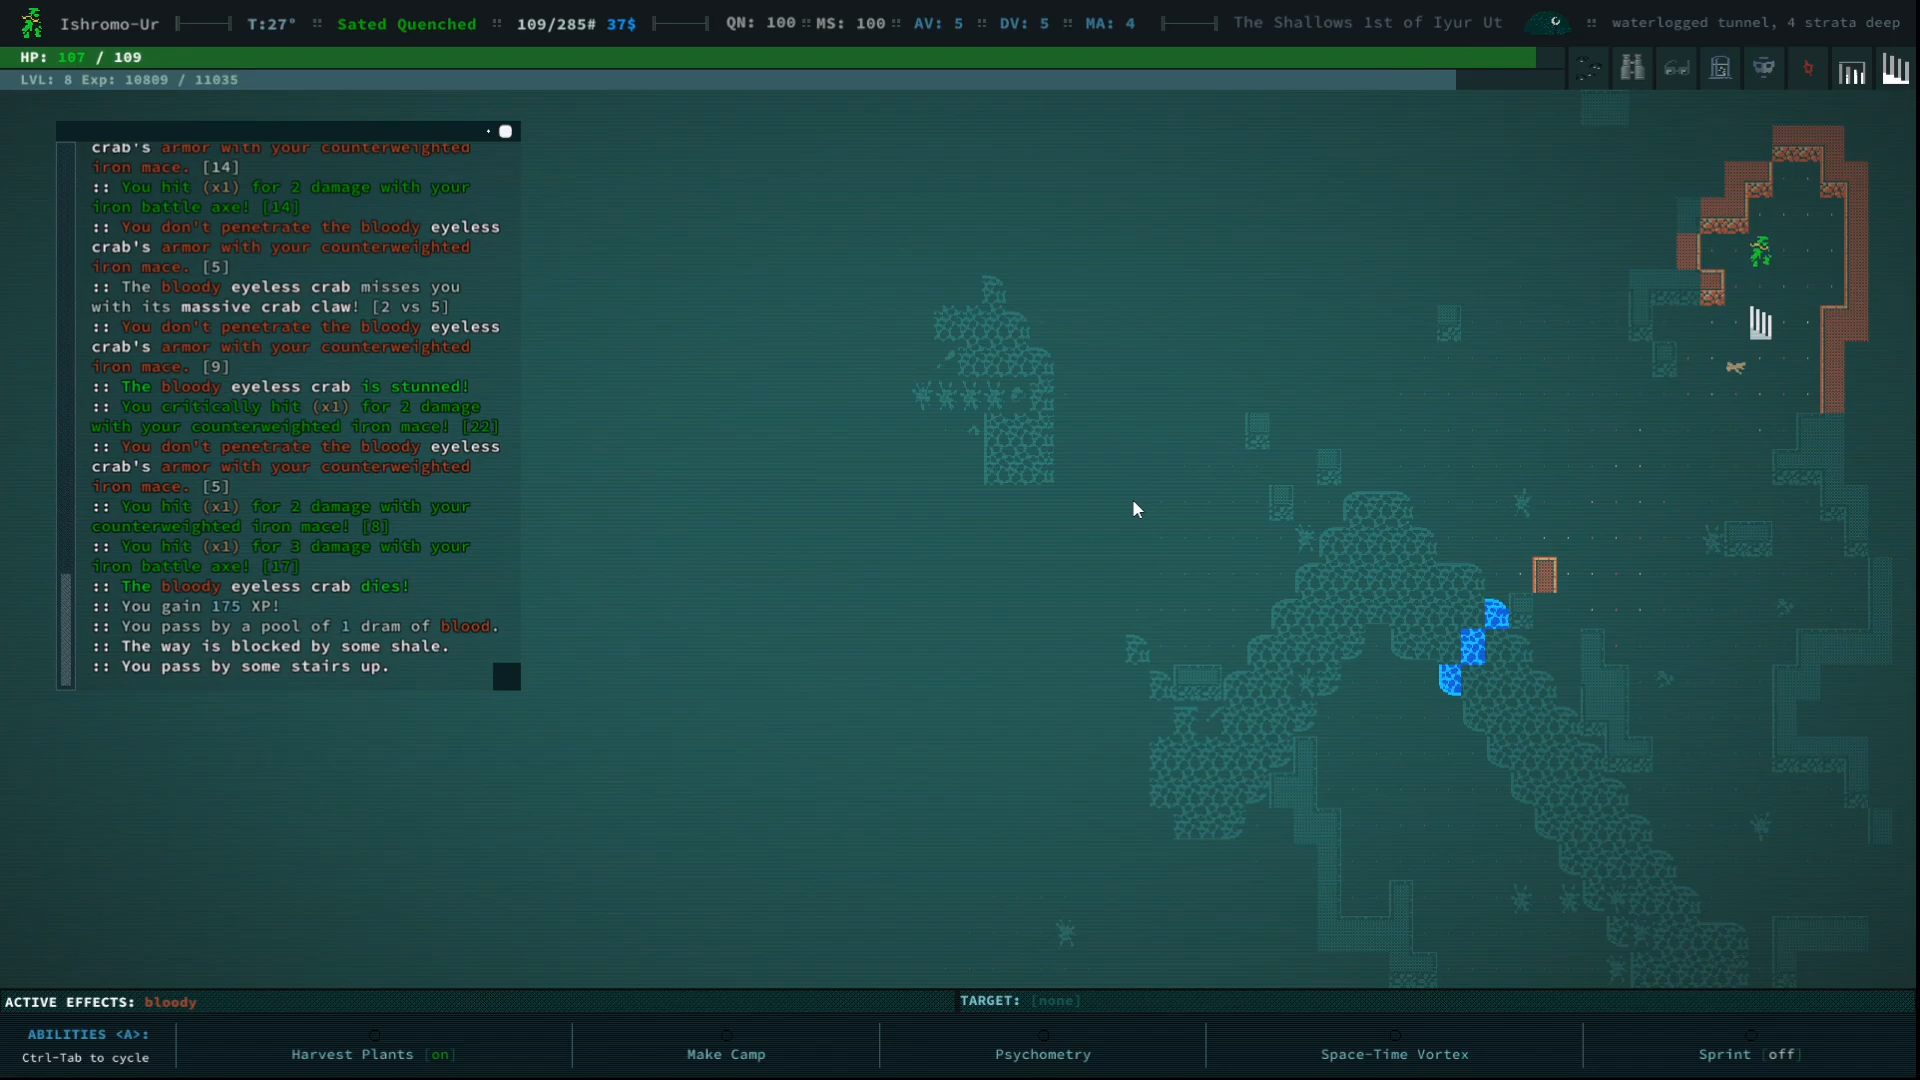 Ishromo-Ur T:27° :: Sated Quenched :: 109/285# 37$ QN: 100 :: MS: 100 :: AV: 5 :: DV: 5 :: MA: 4 The Shallows 1st of Iyur Ut :: waterlogged tunnel, 4 strata deep
HP: 107 / 109
LVL: 8 Exp: 10809 / 11035
crab's armor with your counterweighted
iron mace. [14]
:: You hit (x1) for 2 damage with your
iron battle axe! [14]
:: You don't penetrate the bloody eyeless
crab's armor with your counterweighted
iron mace. [5]
:: The bloody eyeless crab misses you
with its massive crab claw! [2 vs 5]
:: You don't penetrate the bloody eyeless
crab's armor with your counterweighted
iron mace. [9]
:: The bloody eyeless crab is stunned!
:: You critically hit (x1) for 2 damage
with your counterweighted iron mace! [22]
:: You don't penetrate the bloody eyeless
crab's armor with your counterweighted
iron mace. [5]
:: You hit (x1) for 2 damage with your
counterweighted iron mace! [8]
:: You hit (x1) for 3 damage with your
iron battle axe! [17]
:: The bloody eyeless crab dies!
:: You gain 175 XP!
:: You pass by a pool of 1 dram of blood.
:: The way is blocked by some shale.
:: You pass by some stairs up.
ACTIVE EFFECTS: bloody
TARGET: [none]
ABILITIES <A>:
Ctrl-Tab to cycle
Harvest Plants [on]
Make Camp
Psychometry
Space-Time Vortex
Sprint [off]